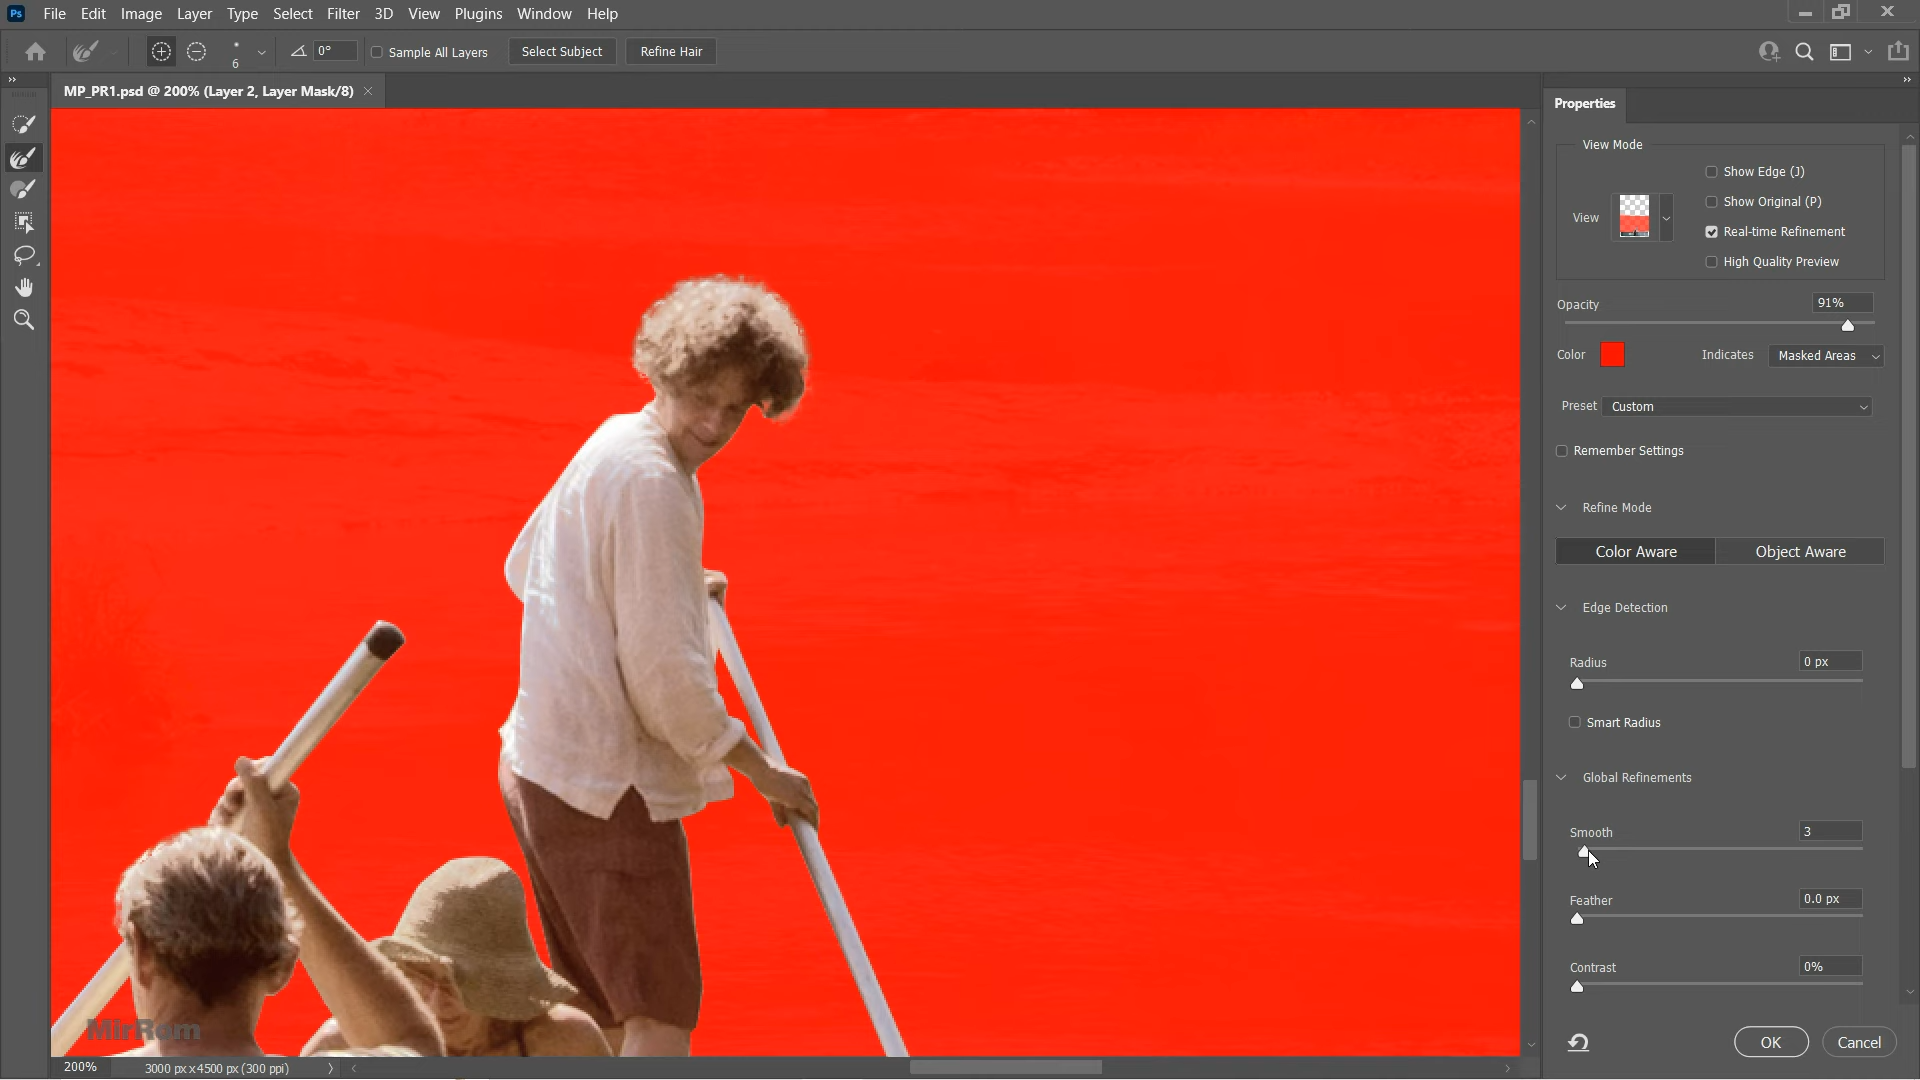 Ps File Edit Image Layer Type Select Filter 3D View Plugins Window Help
6 0° Sample All Layers Select Subject Refine Hair
MP_PR1.psd @ 200% (Layer 2, Layer Mask/8)
Properties
View Mode
Show Edge (J)
Show Original (P)
View
Real-time Refinement
High Quality Preview
Opacity 91%
Color Indicates Masked Areas
Preset Custom
Remember Settings
Refine Mode
Color Aware Object Aware
Edge Detection
Radius 0 px
Smart Radius
Global Refinements
Smooth 3
Feather 0.0 px
Contrast 0%
MirRom
OK Cancel
200% 3000 px x 4500 px (300 ppi)